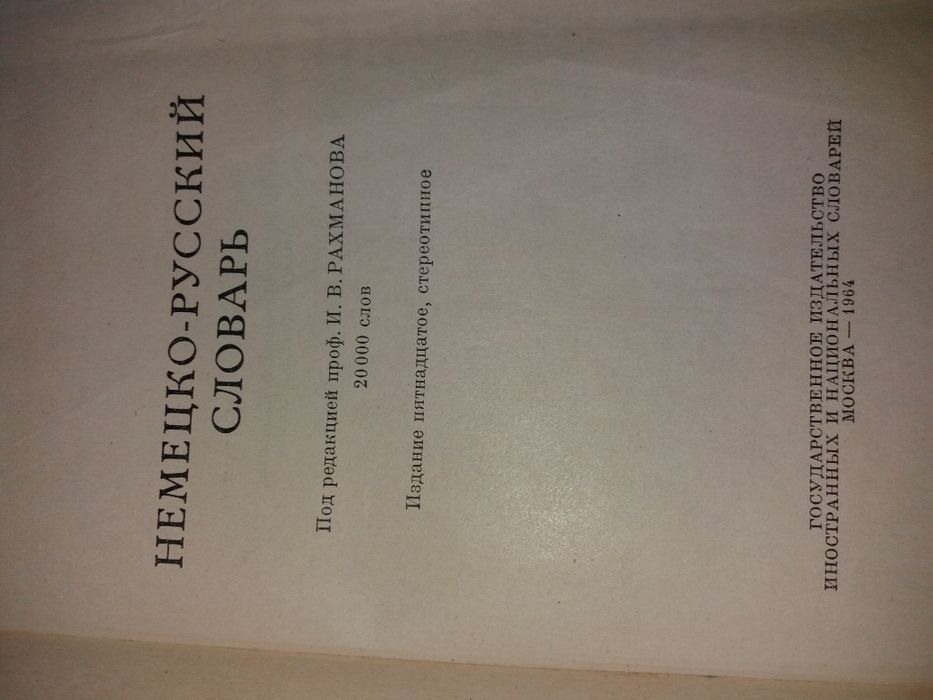 НЕМЕЦКО-РУССКИЙ
СЛОВАРЬ
Под редакцией проф. И. В. РАХМАНОВА
20 000 слов
Издание пятнадцатое, стереотипное
ГОСУДАРСТВЕННОЕ ИЗДАТЕЛЬСТВО
ИНОСТРАННЫХ И НАЦИОНАЛЬНЫХ СЛОВАРЕЙ
МОСКВА — 1964